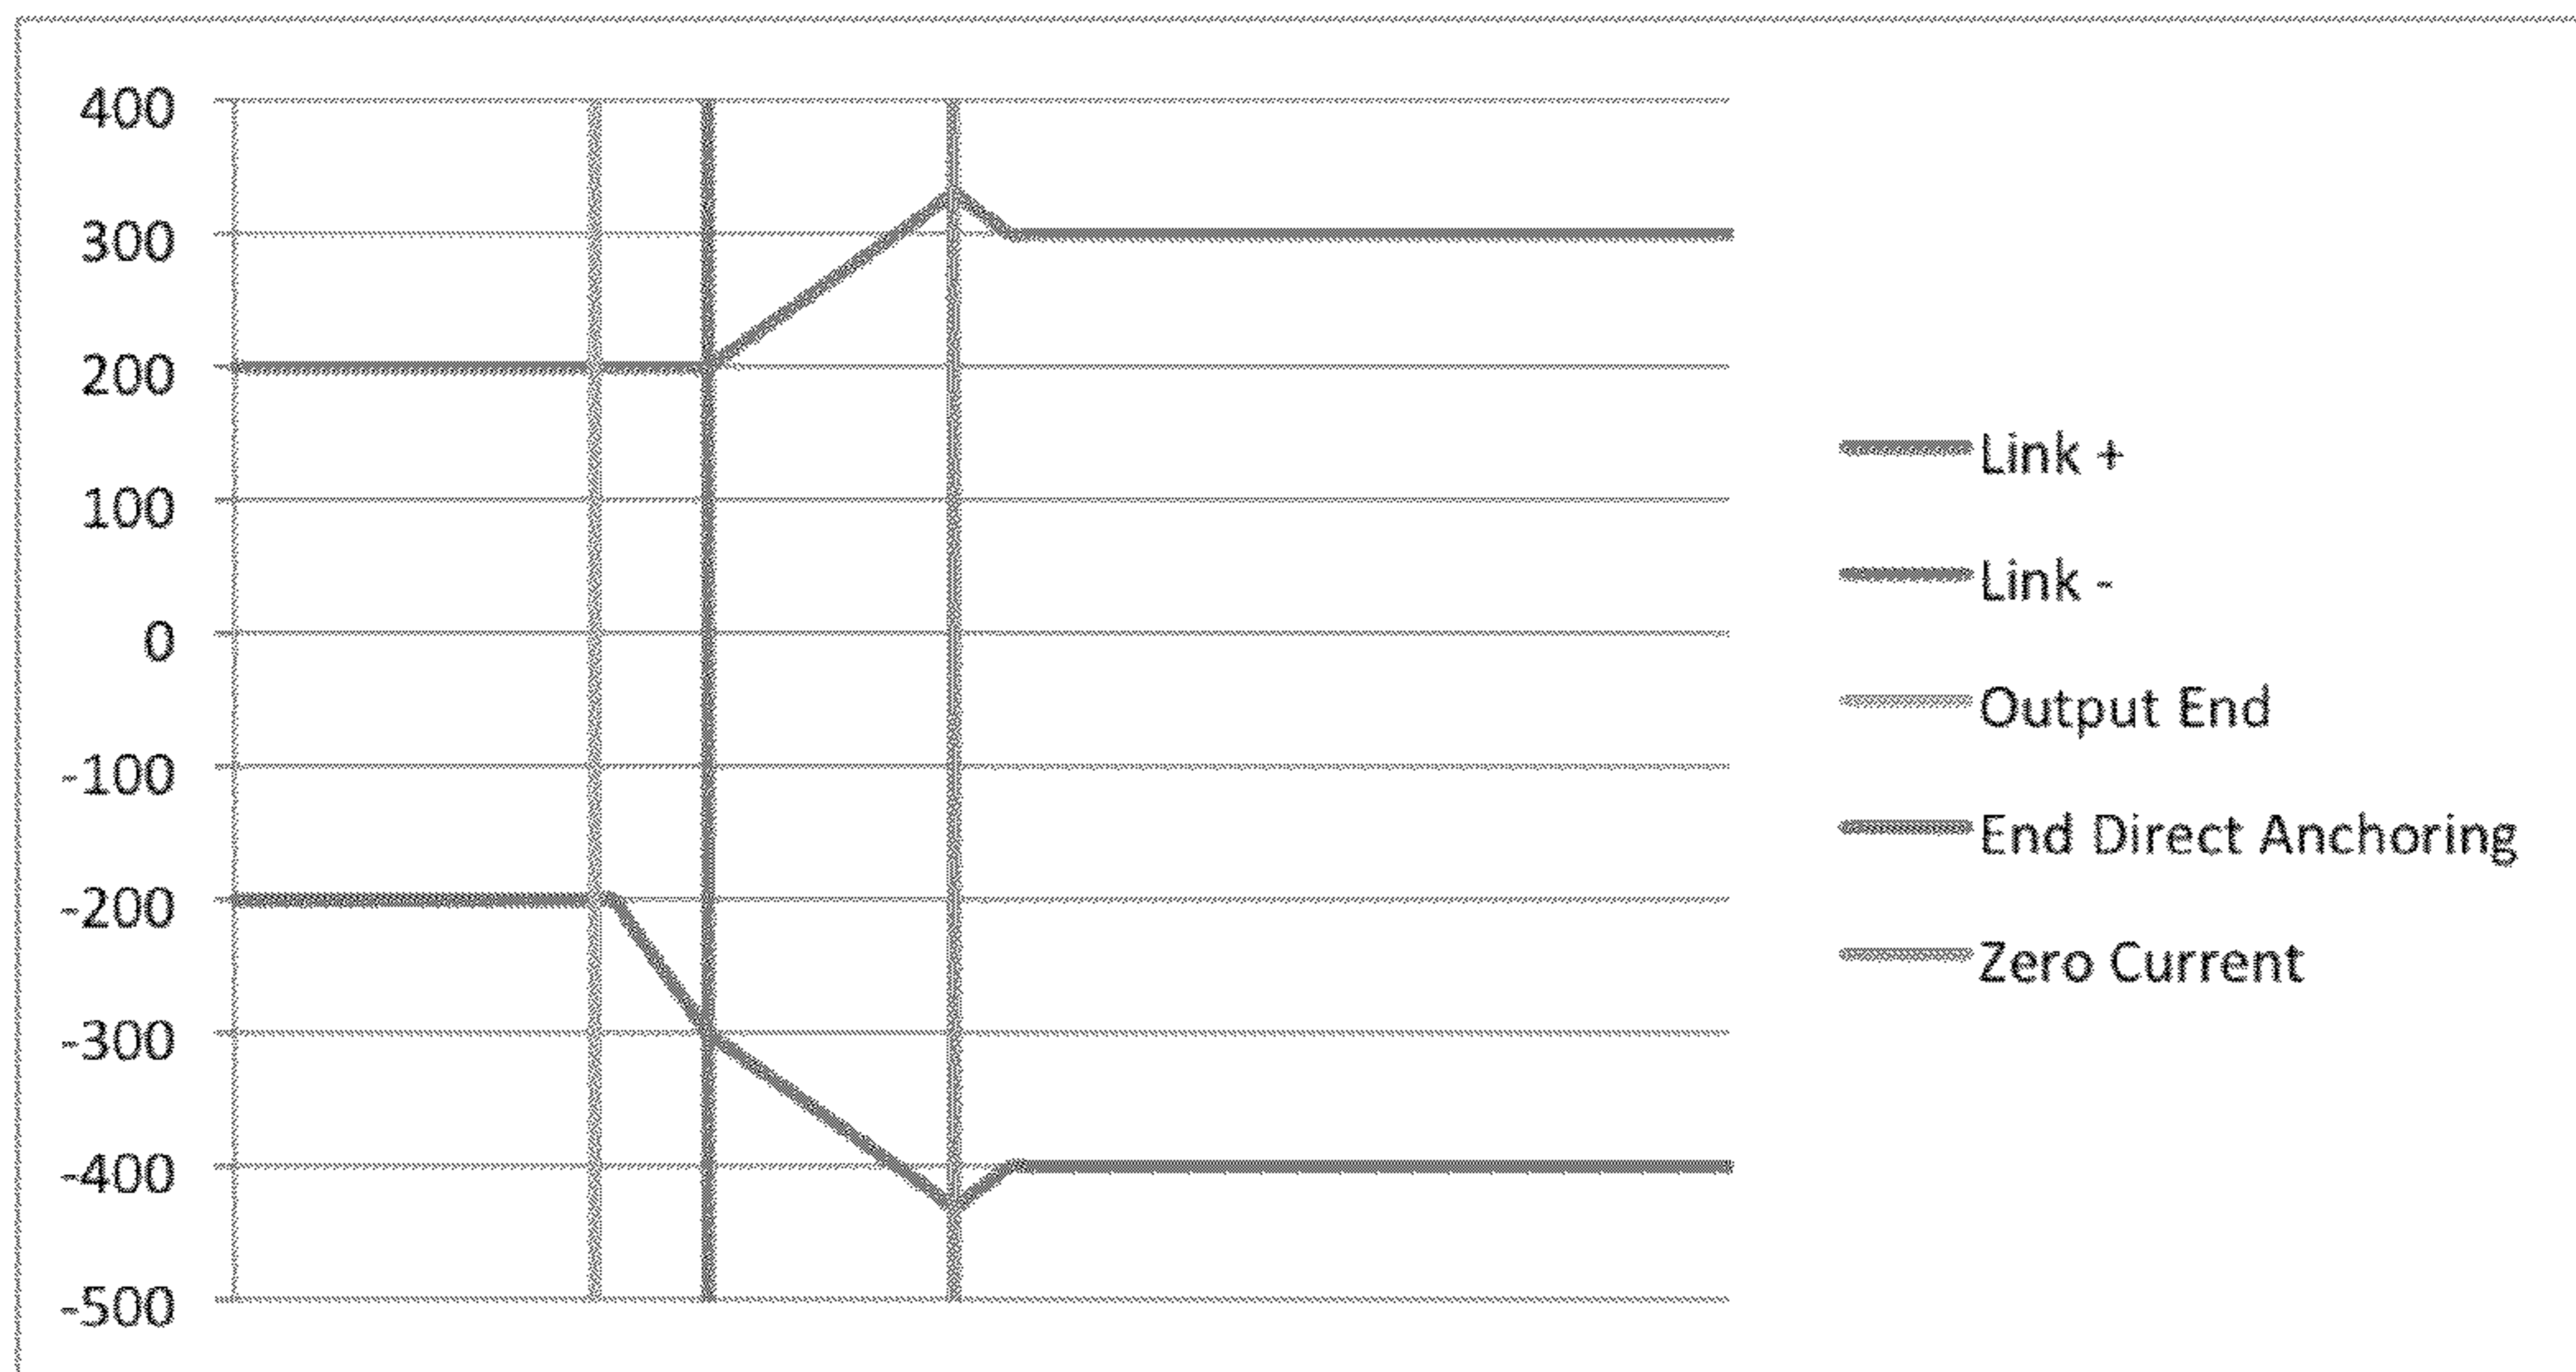 400
300
200
100
0
-100
-200
-300
-400
-500
Link +
Link -
Output End
End Direct Anchoring
Zero Current